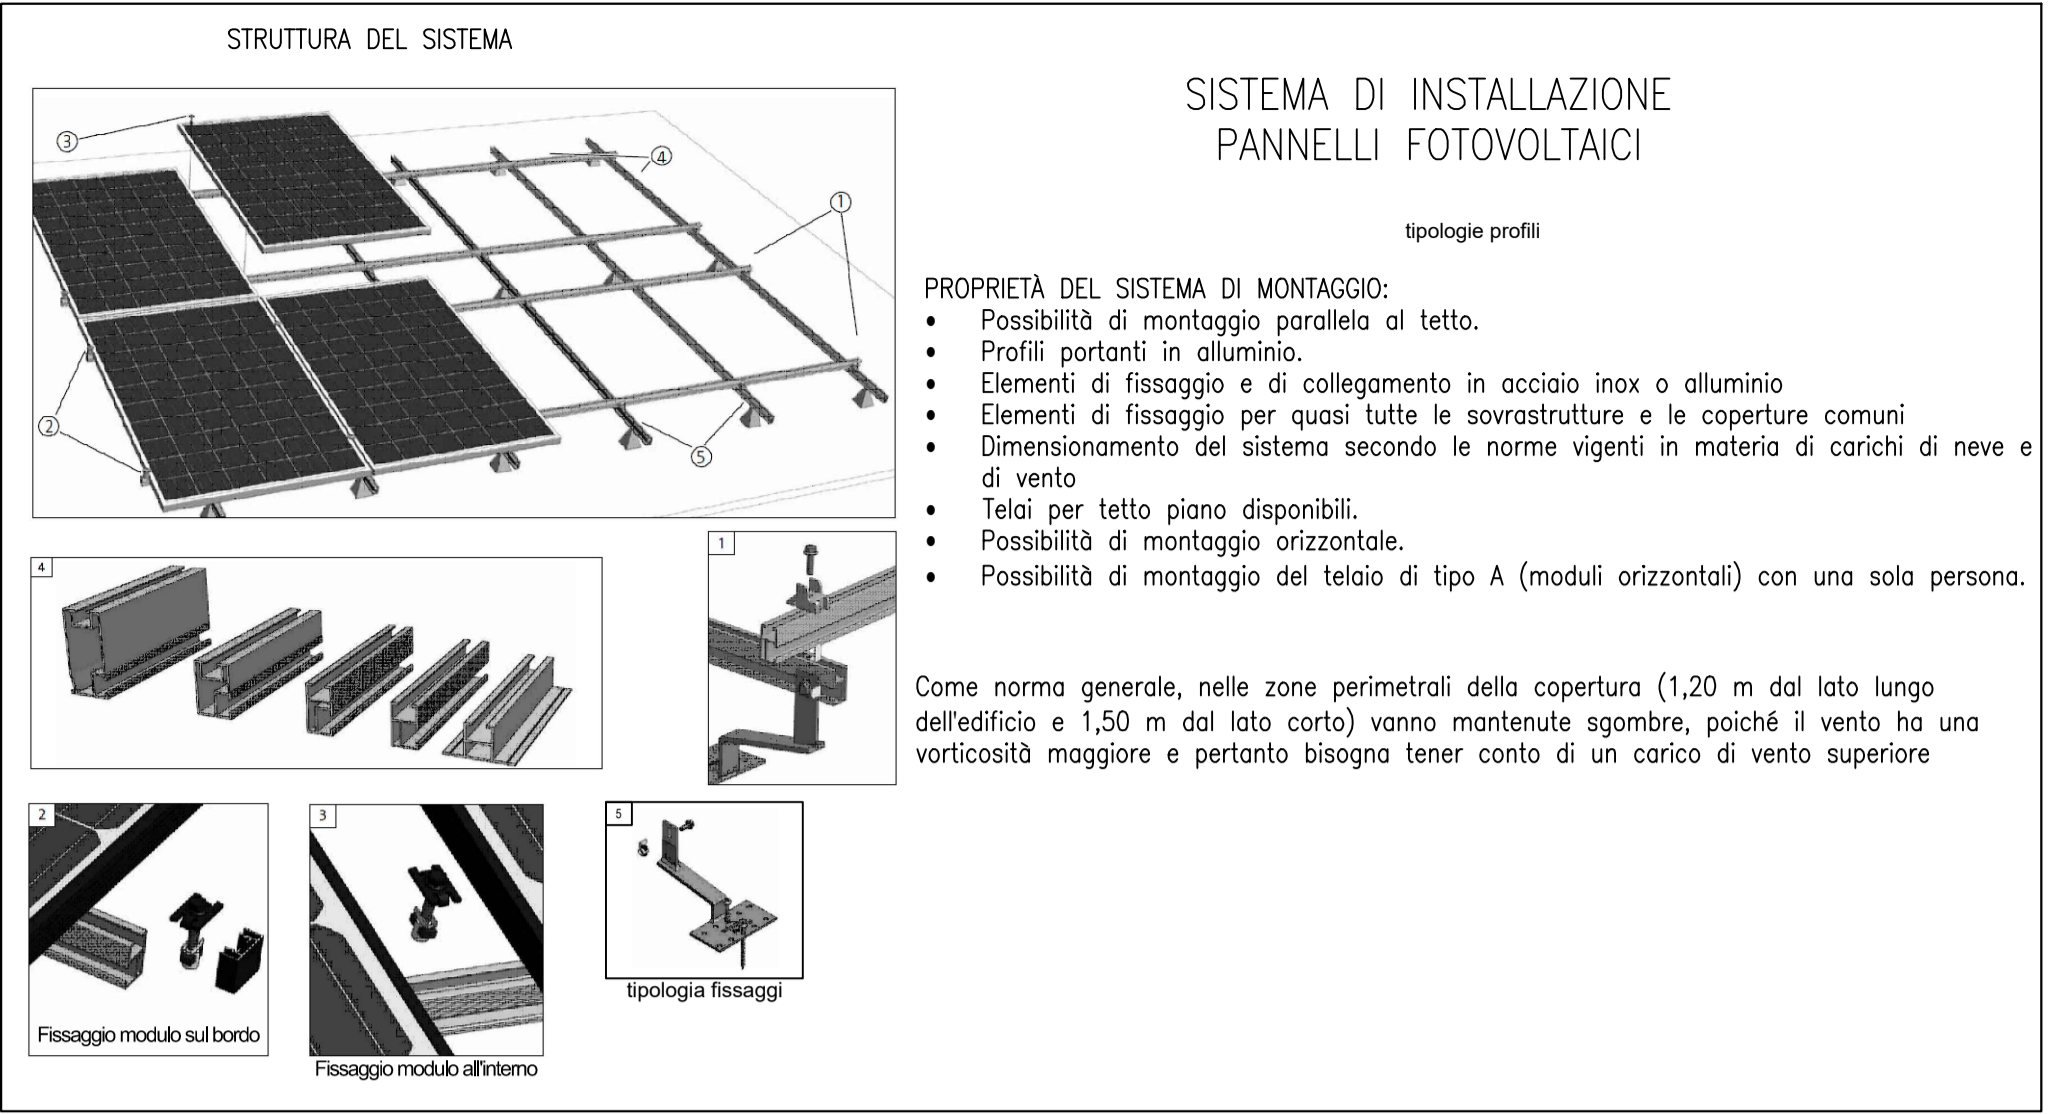 STRUTTURA DEL SISTEMA
3
4
1
2
5
4
1
2
Fissaggio modulo sul bordo
3
Fissaggio modulo all'interno
5
tipologia fissaggi
SISTEMA DI INSTALLAZIONE
PANNELLI FOTOVOLTAICI
tipologie profili
PROPRIETÀ DEL SISTEMA DI MONTAGGIO:
• Possibilità di montaggio parallela al tetto.
• Profili portanti in alluminio.
• Elementi di fissaggio e di collegamento in acciaio inox o alluminio
• Elementi di fissaggio per quasi tutte le sovrastrutture e le coperture comuni
• Dimensionamento del sistema secondo le norme vigenti in materia di carichi di neve e
di vento
• Telai per tetto piano disponibili.
• Possibilità di montaggio orizzontale.
• Possibilità di montaggio del telaio di tipo A (moduli orizzontali) con una sola persona.
Come norma generale, nelle zone perimetrali della copertura (1,20 m dal lato lungo
dell'edificio e 1,50 m dal lato corto) vanno mantenute sgombre, poiché il vento ha una
vorticosità maggiore e pertanto bisogna tener conto di un carico di vento superiore